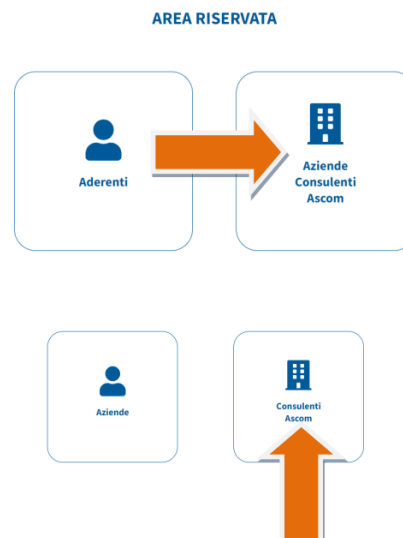 AREA RISERVATA
Aderenti
Aziende
Consulenti
Ascom
Aziende
Consulenti
Ascom